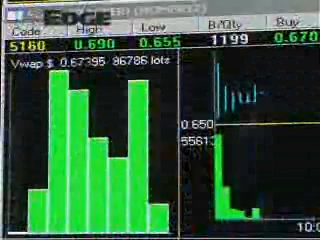 EDGE
Code High Low B/Qty Buy
5160 0.690 0.655 1199 0.670
Vwap $ 0.67395 86786 lots
0.650
5561
10:0